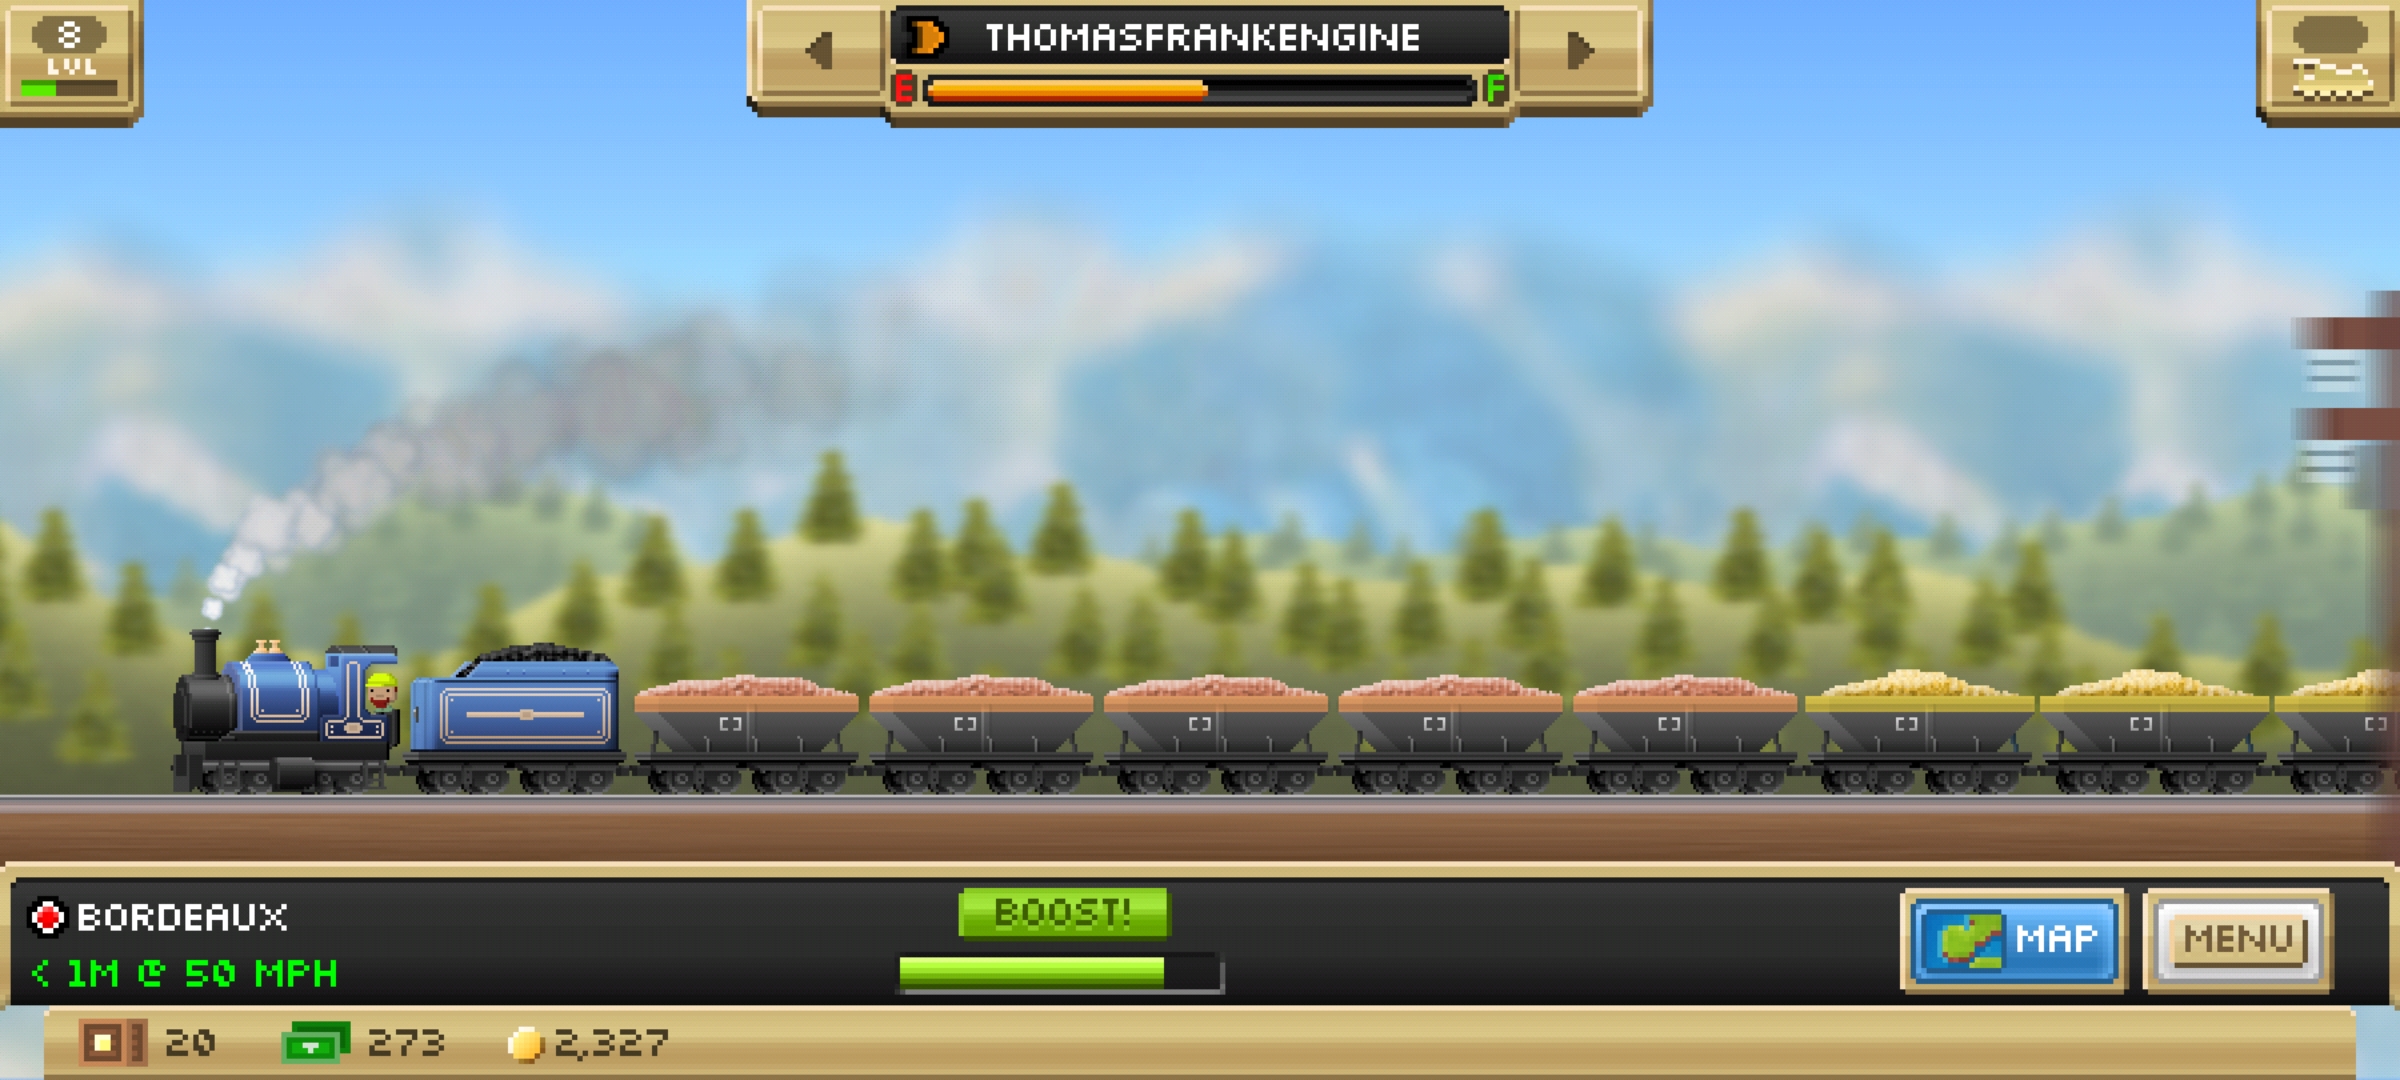 8
LVL
THOMASFRANKENGINE
E F
BORDEAUX
< 1M @ 50 MPH
BOOST!
MAP
MENU
20 273 2,327